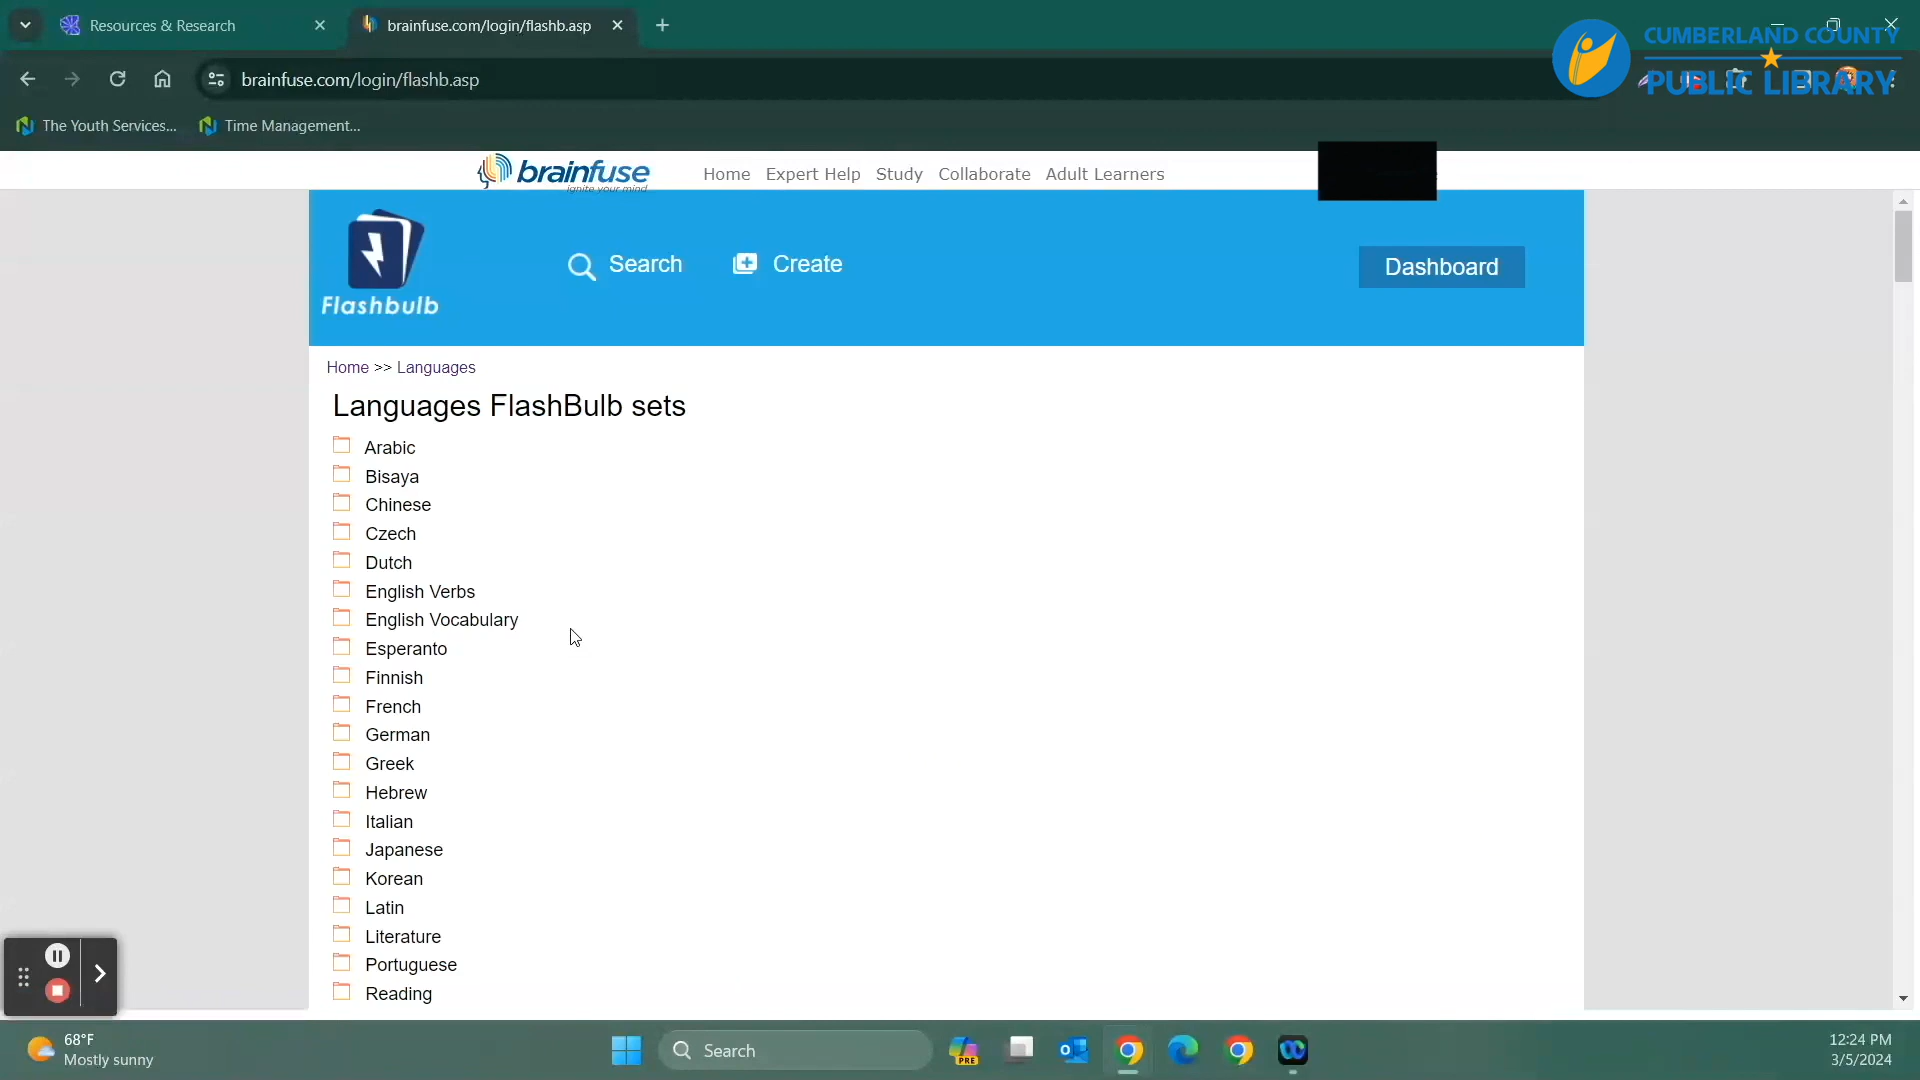 Resources & Research
brainfuse.com/login/flashb.asp
CUMBERLAND COUNTY
PUBLIC LIBRARY
brainfuse.com/login/flashb.asp
The Youth Services...
Time Management...
brainfuse
ignite your mind
Home
Expert Help
Study
Collaborate
Adult Learners
Flashbulb
Search
Create
Dashboard
Home >> Languages
Languages FlashBulb sets
Arabic
Bisaya
Chinese
Czech
Dutch
English Verbs
English Vocabulary
Esperanto
Finnish
French
German
Greek
Hebrew
Italian
Japanese
Korean
Latin
Literature
Portuguese
Reading
68°F
Mostly sunny
Search
PRE
12:24 PM
3/5/2024